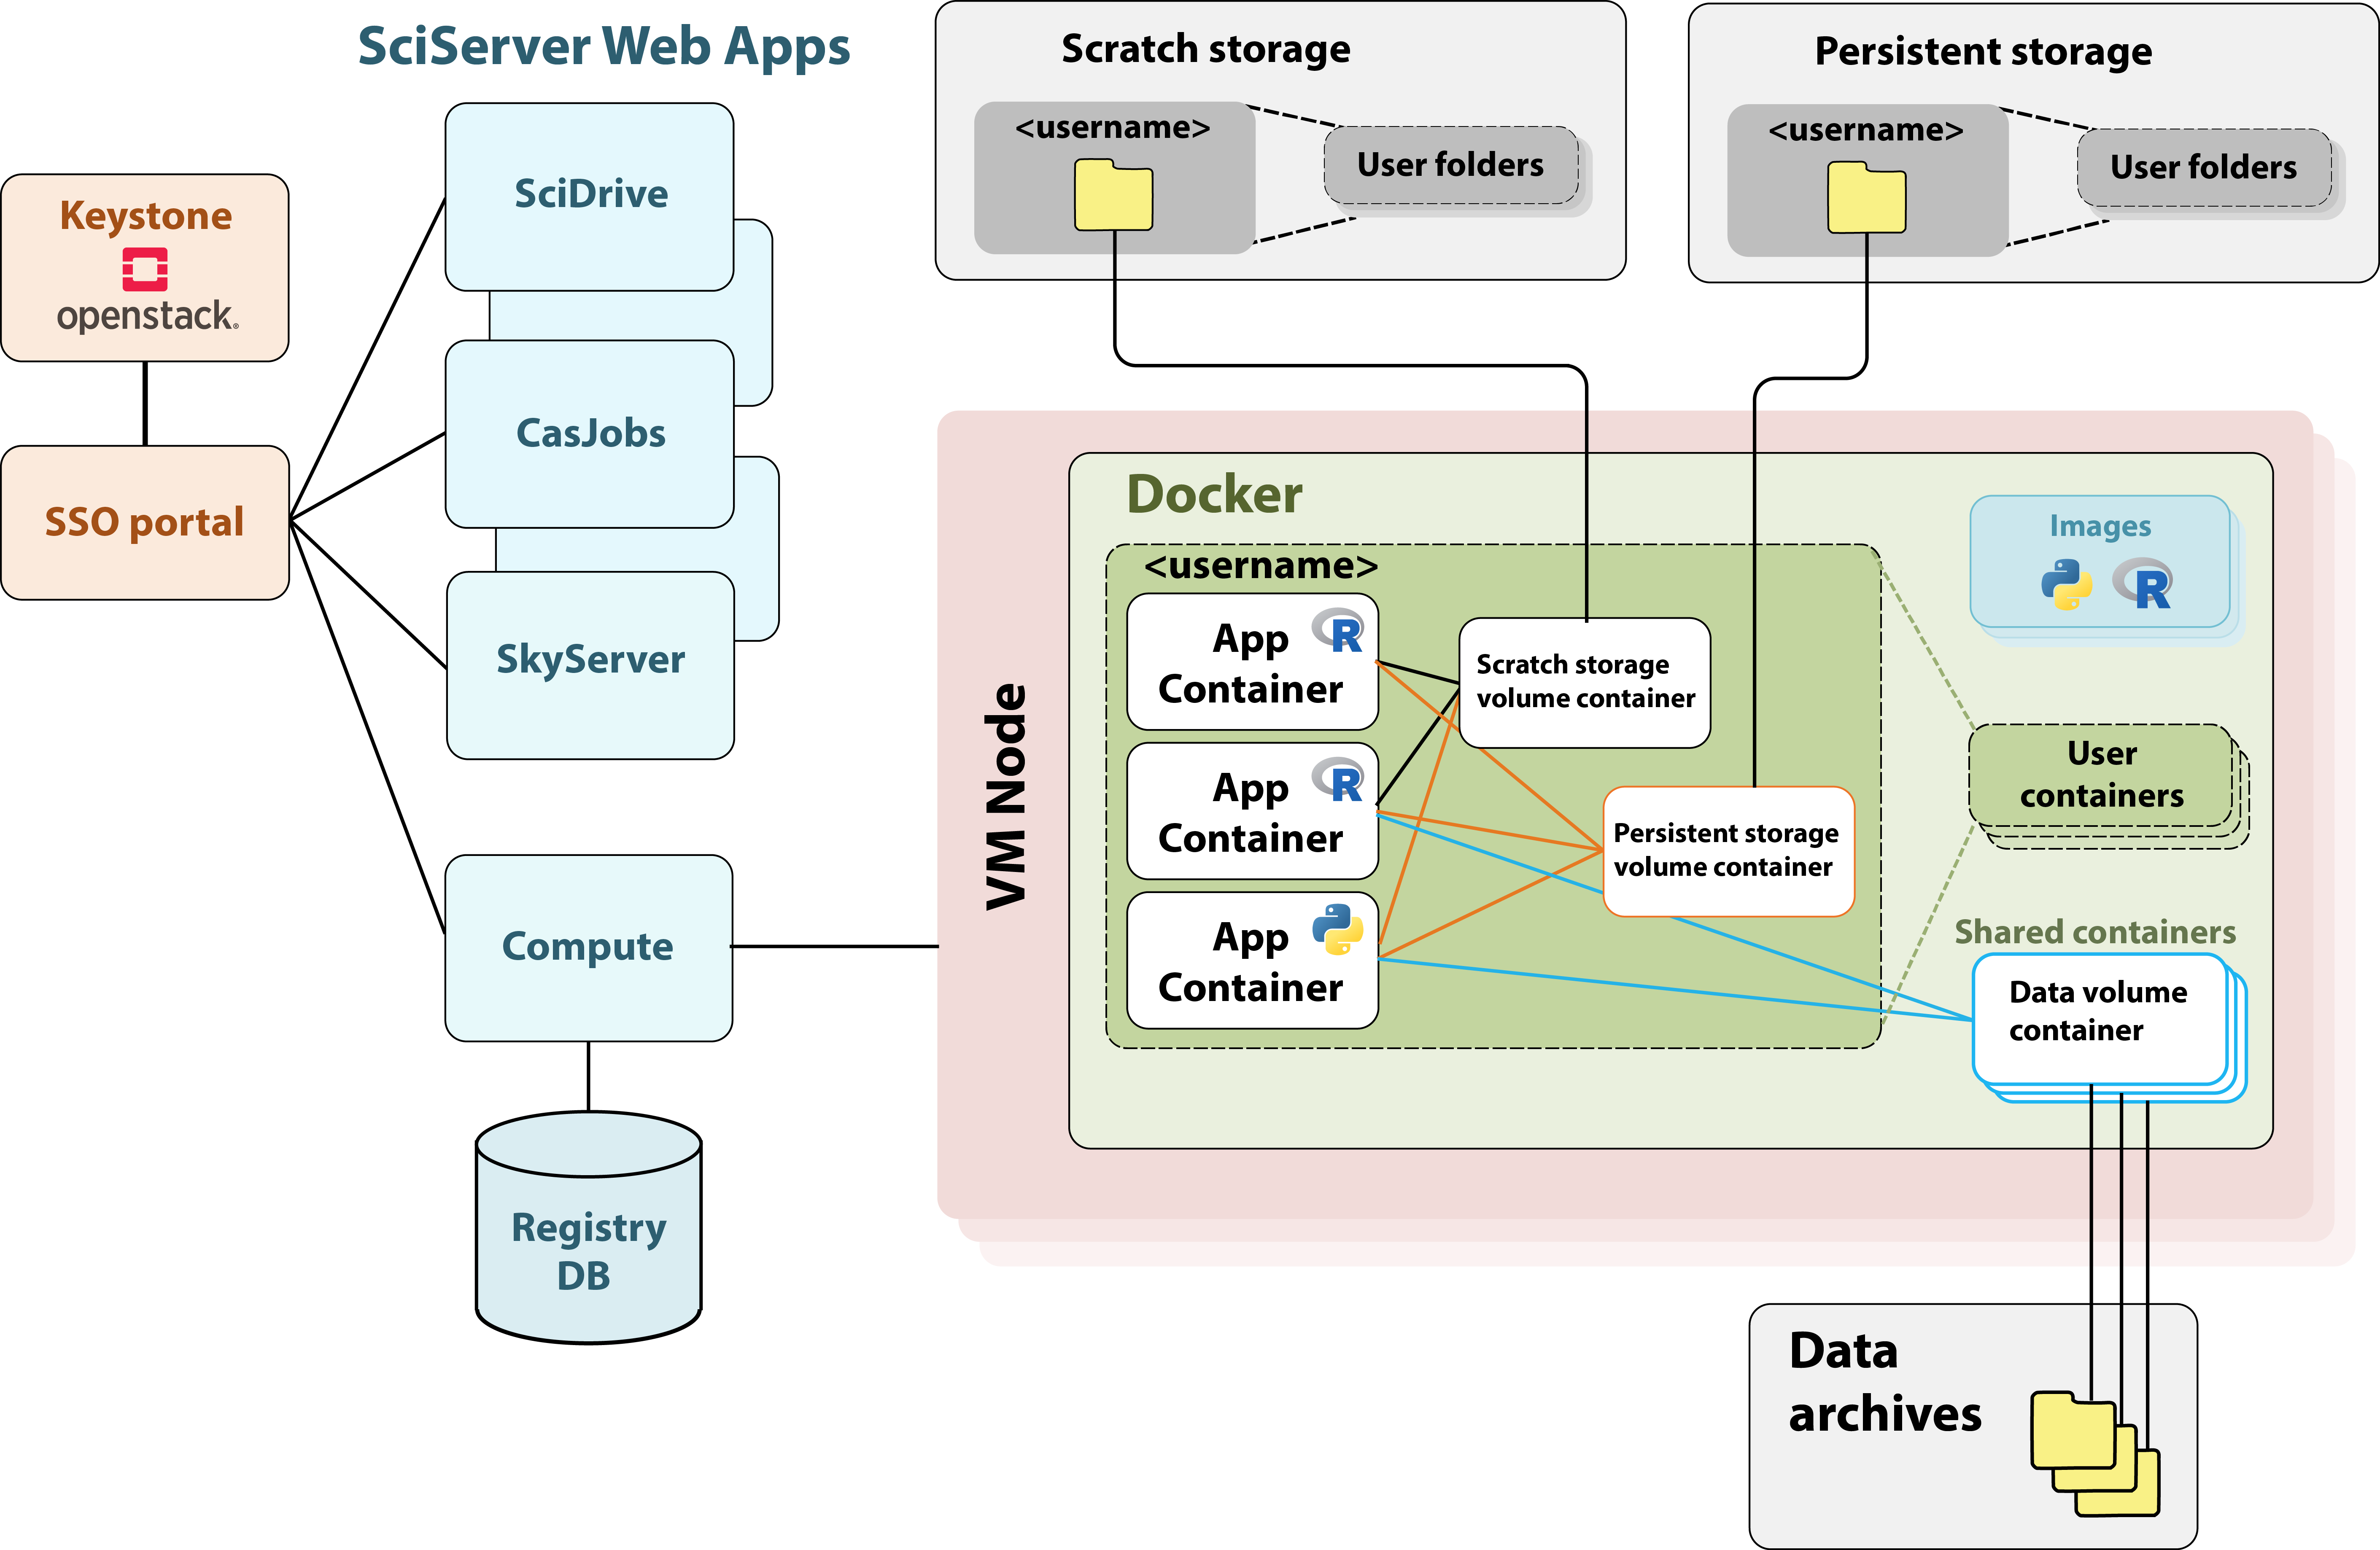 SciServer Web Apps
Keystone
openstack®
SSO portal
SciDrive
CasJobs
SkyServer
Compute
Registry
DB
Scratch storage
<username>
User folders
Persistent storage
<username>
User folders
VM Node
Docker
<username>
App
Container
R
App
Container
R
App
Container
Scratch storage
volume container
Persistent storage
volume container
Images
R
User
containers
Shared containers
Data volume
container
Data
archives